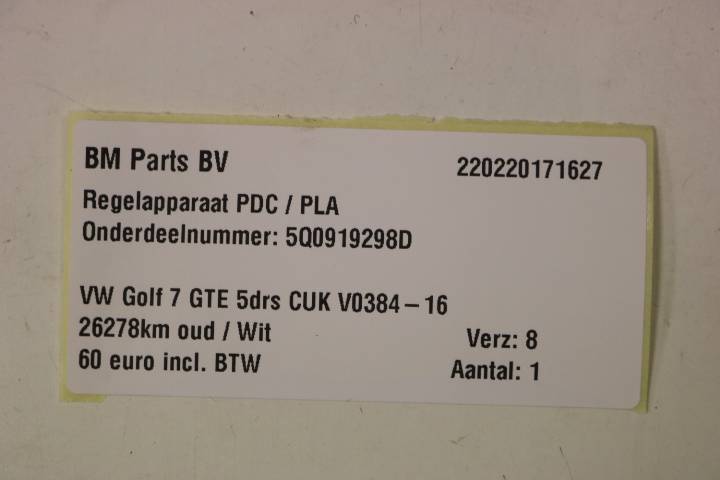 BM Parts BV 220220171627
Regelapparaat PDC / PLA
Onderdeelnummer: 5Q0919298D
VW Golf 7 GTE 5drs CUK V0384-16
26278km oud / Wit Verz: 8
60 euro incl. BTW Aantal: 1